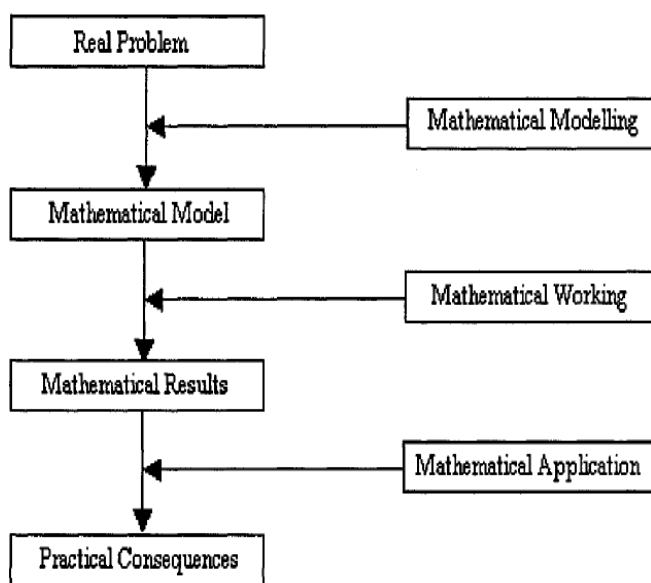 Real Problem
Mathematical Modelling
Mathematical Model
Mathematical Working
Mathematical Results
Mathematical Application
Practical Consequences